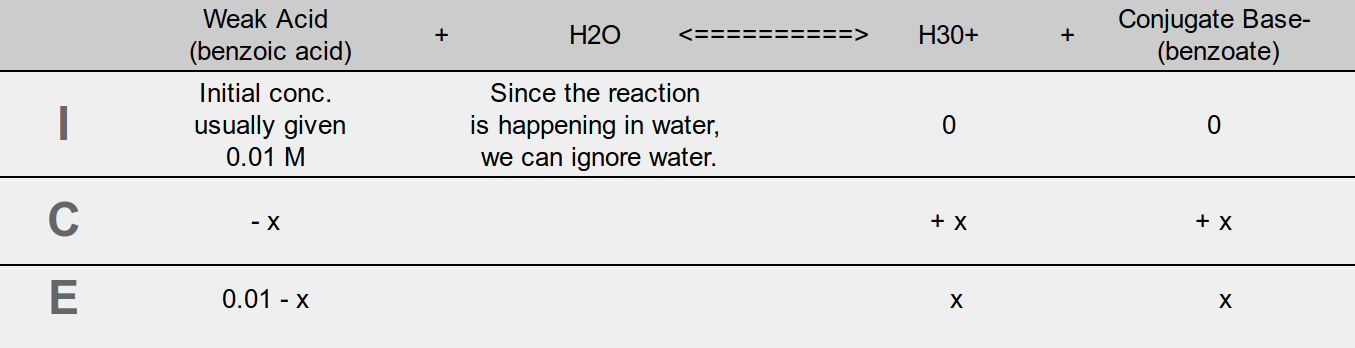 Weak Acid
(benzoic acid) + H2O <==========> H30+ + Conjugate Base-
(benzoate)
I
Initial conc.
usually given
0.01 M
Since the reaction
is happening in water,
we can ignore water.
0
0
C
- x
+ x
+ x
E
0.01 - x
x
x